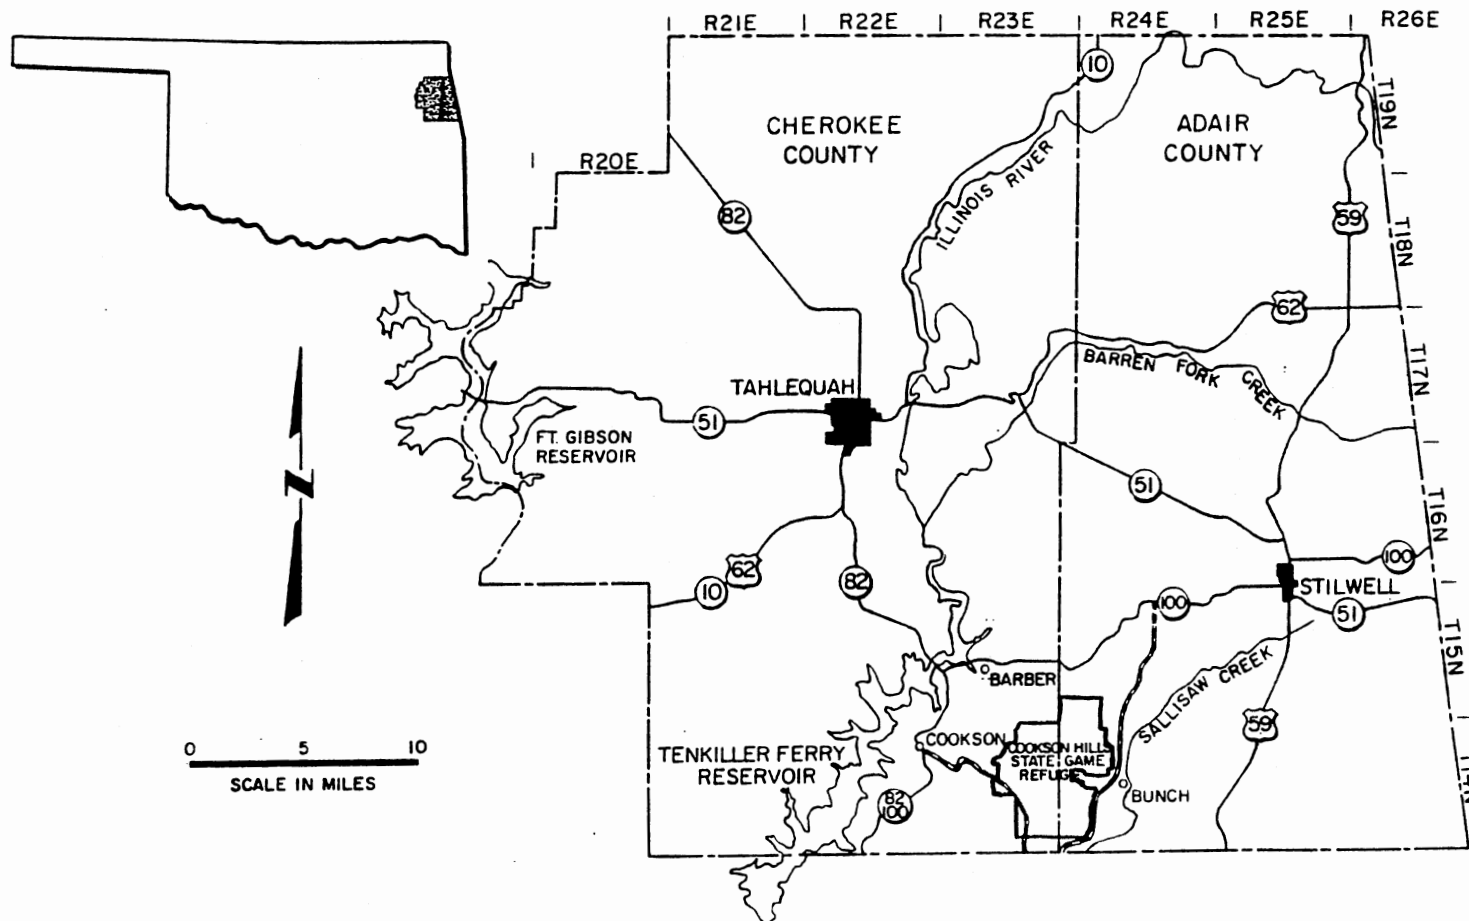 R21E
R22E
R23E
R24E
R25E
R26E
10
T19N
CHEROKEE
COUNTY
ADAIR
COUNTY
R20E
ILLINOIS RIVER
82
59
T18N
62
BARREN FORK CREEK
T17N
TAHLEQUAH
51
FT. GIBSON
RESERVOIR
N
51
T16N
62
10
82
100
100
STILWELL
51
T15N
BARBER
SALLISAW CREEK
59
0 5 10
SCALE IN MILES
TENKILLER FERRY
RESERVOIR
COOKSON
COOKSON HILLS
STATE GAME
REFUGE
82
100
BUNCH
T14N